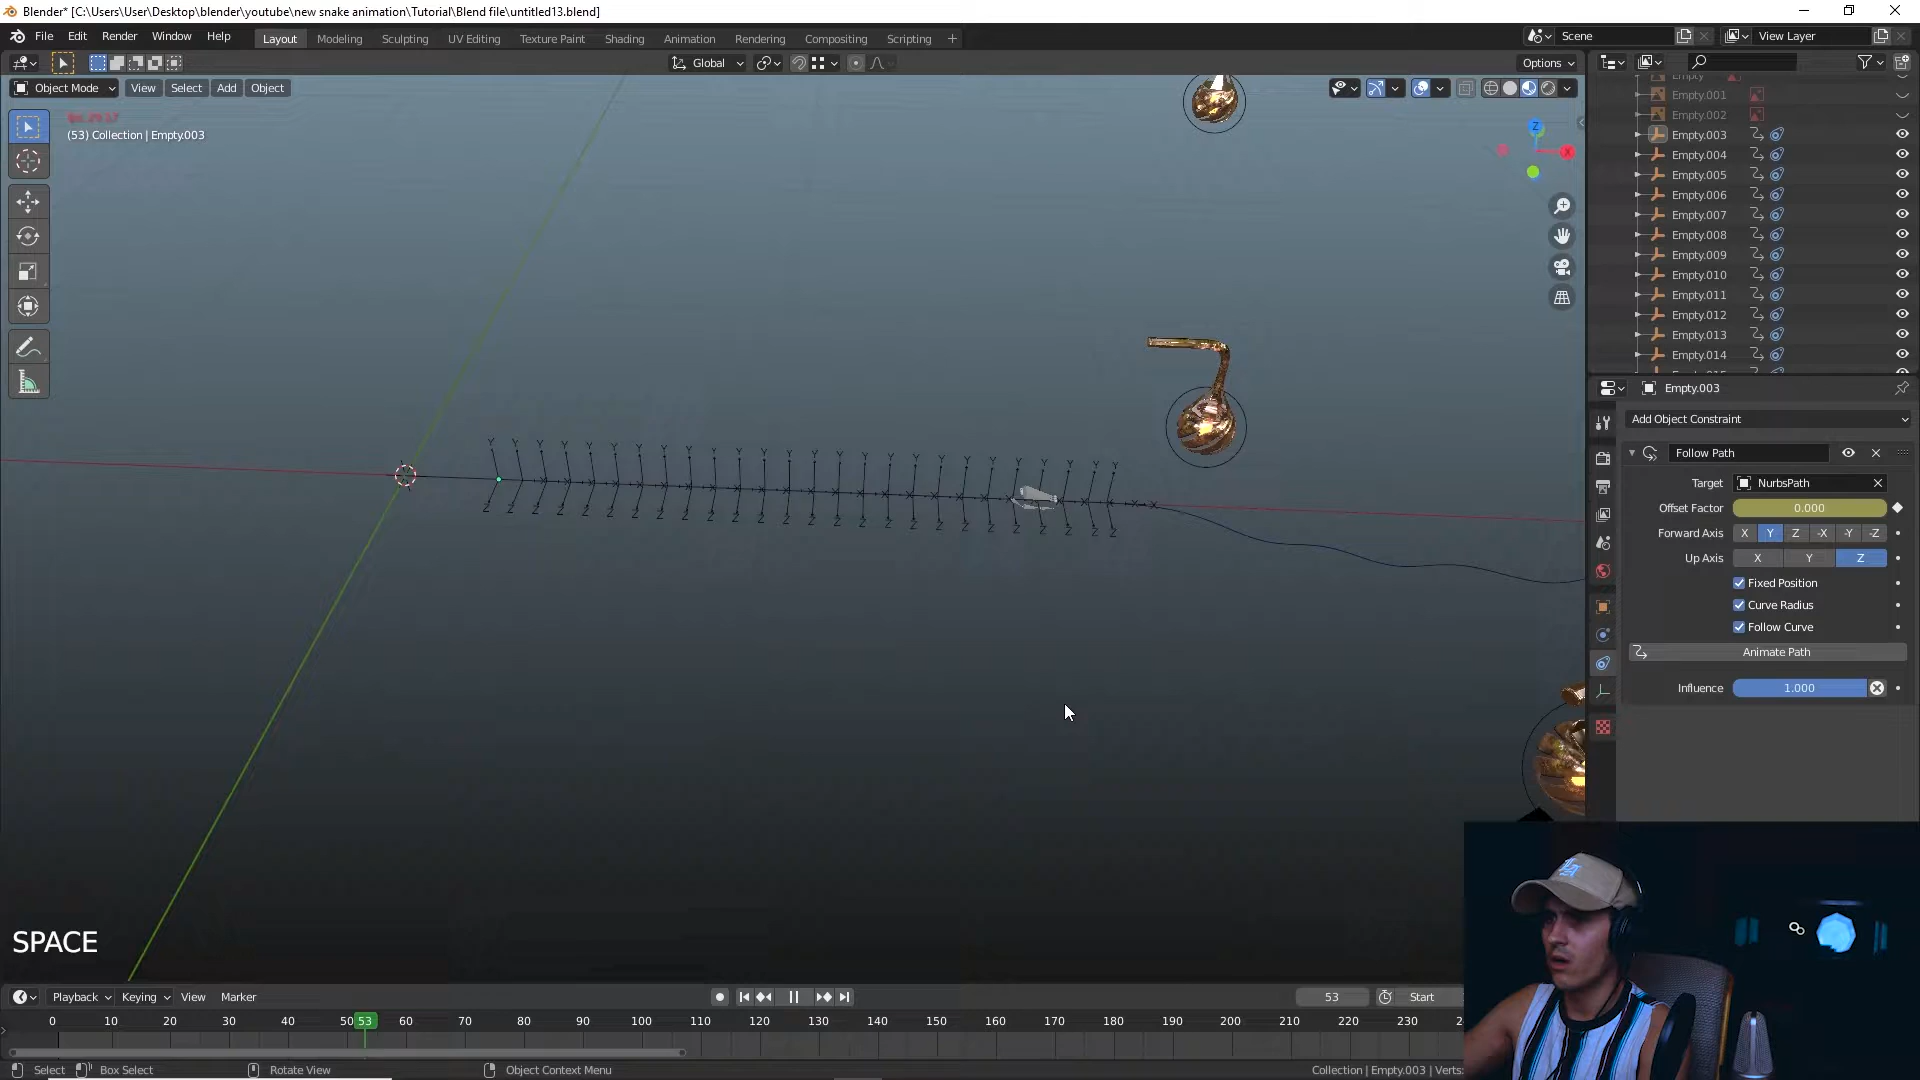 Blender* [C:\Users\User\Desktop\blender\youtube\new snake animation\Tutorial\Blend file\untitled13.blend]
File Edit Render Window Help Layout Modeling Sculpting UV Editing Texture Paint Shading Animation Rendering Compositing Scripting + Scene View Layer
Global Options
Object Mode View Select Add Object
(53) Collection | Empty.003
Empty
Empty.001
Empty.002
Empty.003
Empty.004
Empty.005
Empty.006
Empty.007
Empty.008
Empty.009
Empty.010
Empty.011
Empty.012
Empty.013
Empty.014
Empty.003
Add Object Constraint
Follow Path
Target NurbsPath
Offset Factor 0.000
Forward Axis X Y Z -X -Y -Z
Up Axis X Y Z
Fixed Position
Curve Radius
Follow Curve
Animate Path
Influence 1.000
SPACE
Playback Keying View Marker 53 Start
0 10 20 30 40 50 53 60 70 80 90 100 110 120 130 140 150 160 170 180 190 200 210 220 230
Select Box Select Rotate View Object Context Menu Collection | Empty.003 | Verts: